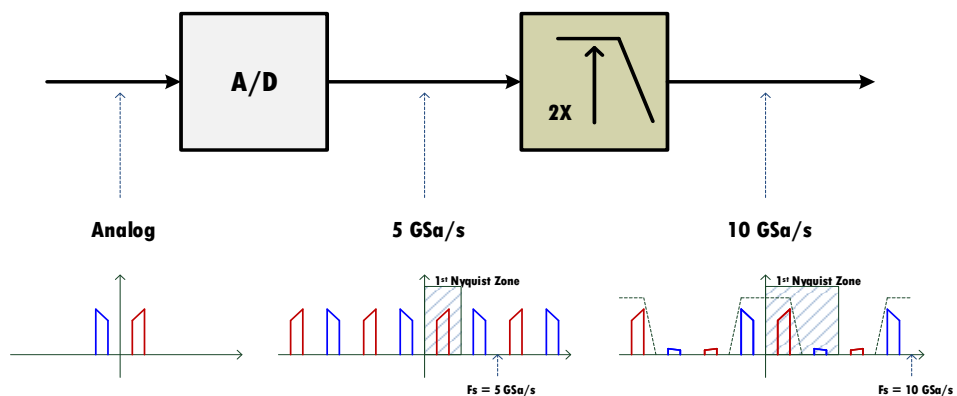 A/D
2X
Analog
5 GSa/s
10 GSa/s
1st Nyquist Zone
1st Nyquist Zone
Fs = 5 GSa/s
Fs = 10 GSa/s